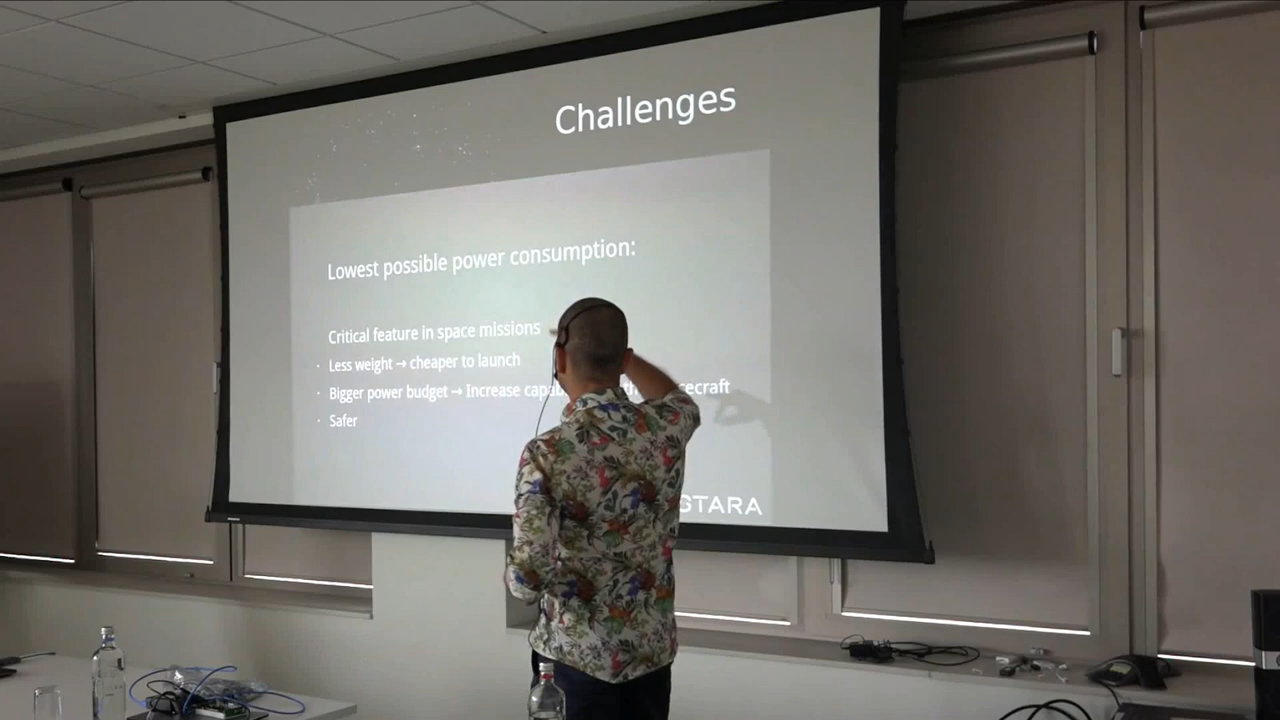 Challenges
Lowest possible power consumption:
Critical feature in space missions
· Less weight → cheaper to launch
· Bigger power budget → Increase
· Safer